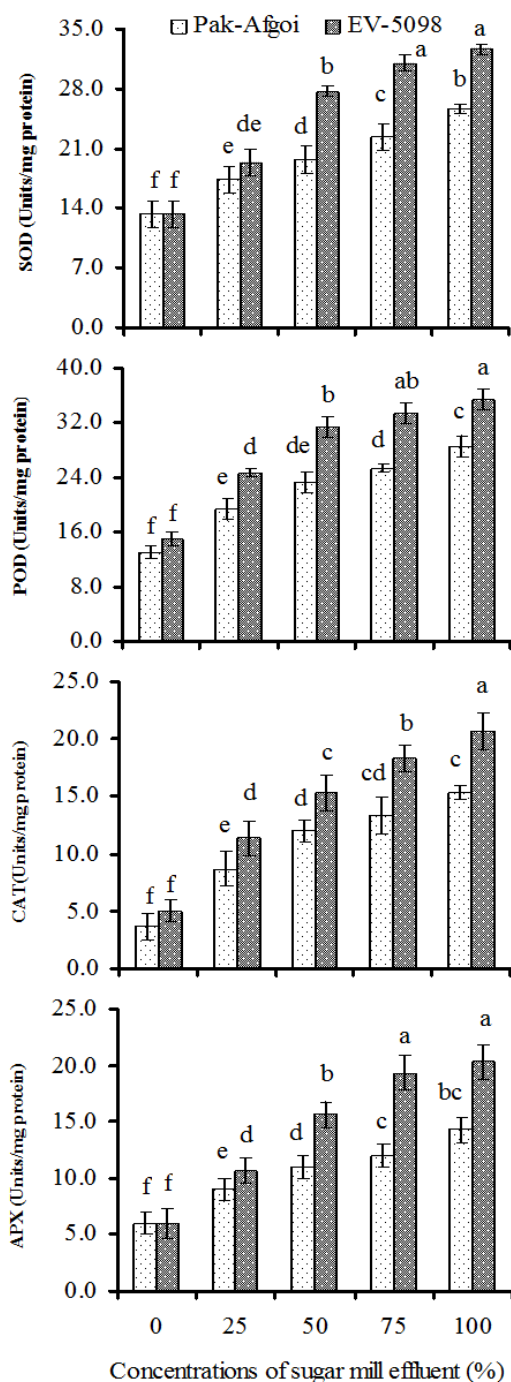 35.0 Pak-Afgoi EV-5098 a
a
28.0 b b
c
21.0 de d
e
14.0 f f
7.0
0.0
SOD (Units/mg protein)
40.0 a
ab
32.0 b c
d de d
24.0 e
16.0 f f
8.0
0.0
POD (Units/mg protein)
25.0 a
20.0 b
c c
15.0 d d cd
10.0 e
5.0 f f
0.0
CAT(Units/mg protein)
25.0 a a
20.0 b
bc
15.0 d d c
e
10.0
f f
5.0
0.0
APX (Units/mg protein)
0 25 50 75 100
Concentrations of sugar mill effluent (%)